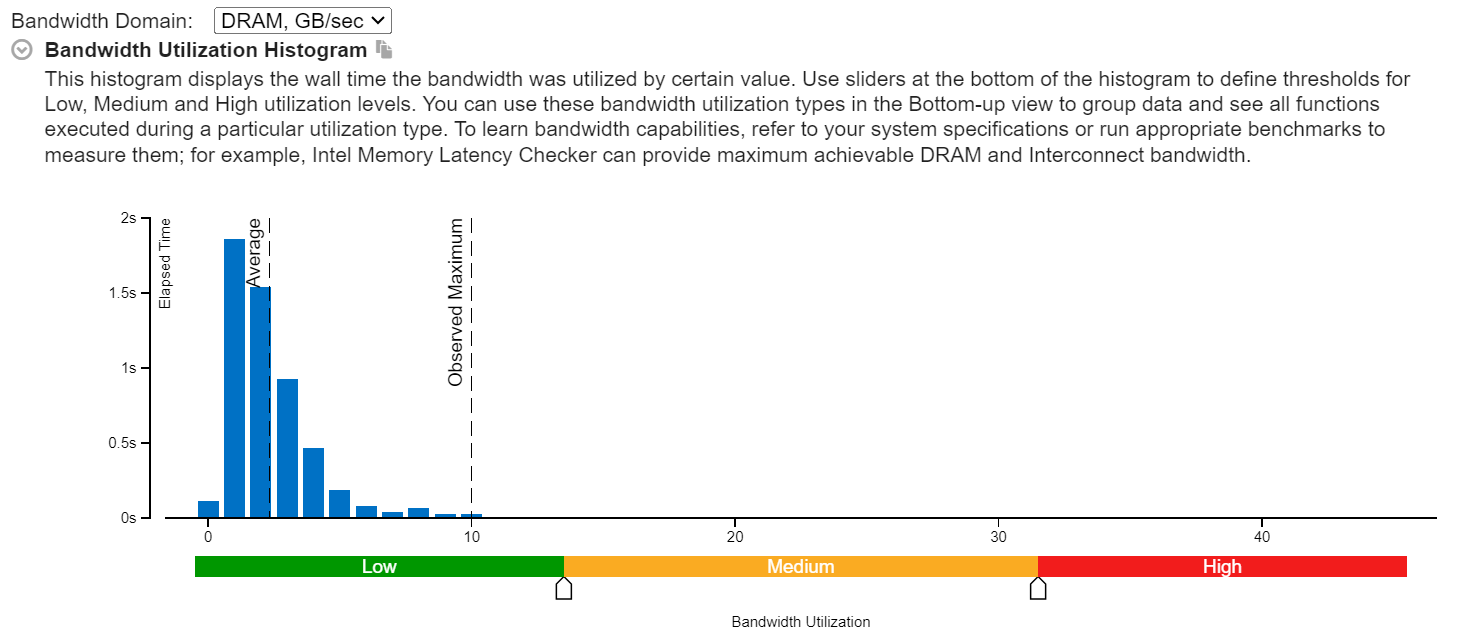 Bandwidth Domain: DRAM, GB/sec
Bandwidth Utilization Histogram
This histogram displays the wall time the bandwidth was utilized by certain value. Use sliders at the bottom of the histogram to define thresholds for
Low, Medium and High utilization levels. You can use these bandwidth utilization types in the Bottom-up view to group data and see all functions
executed during a particular utilization type. To learn bandwidth capabilities, refer to your system specifications or run appropriate benchmarks to
measure them; for example, Intel Memory Latency Checker can provide maximum achievable DRAM and Interconnect bandwidth.
2s
1.5s
1s
0.5s
0s
Elapsed Time
Average
Observed Maximum
0 10 20 30 40
Low Medium High
Bandwidth Utilization